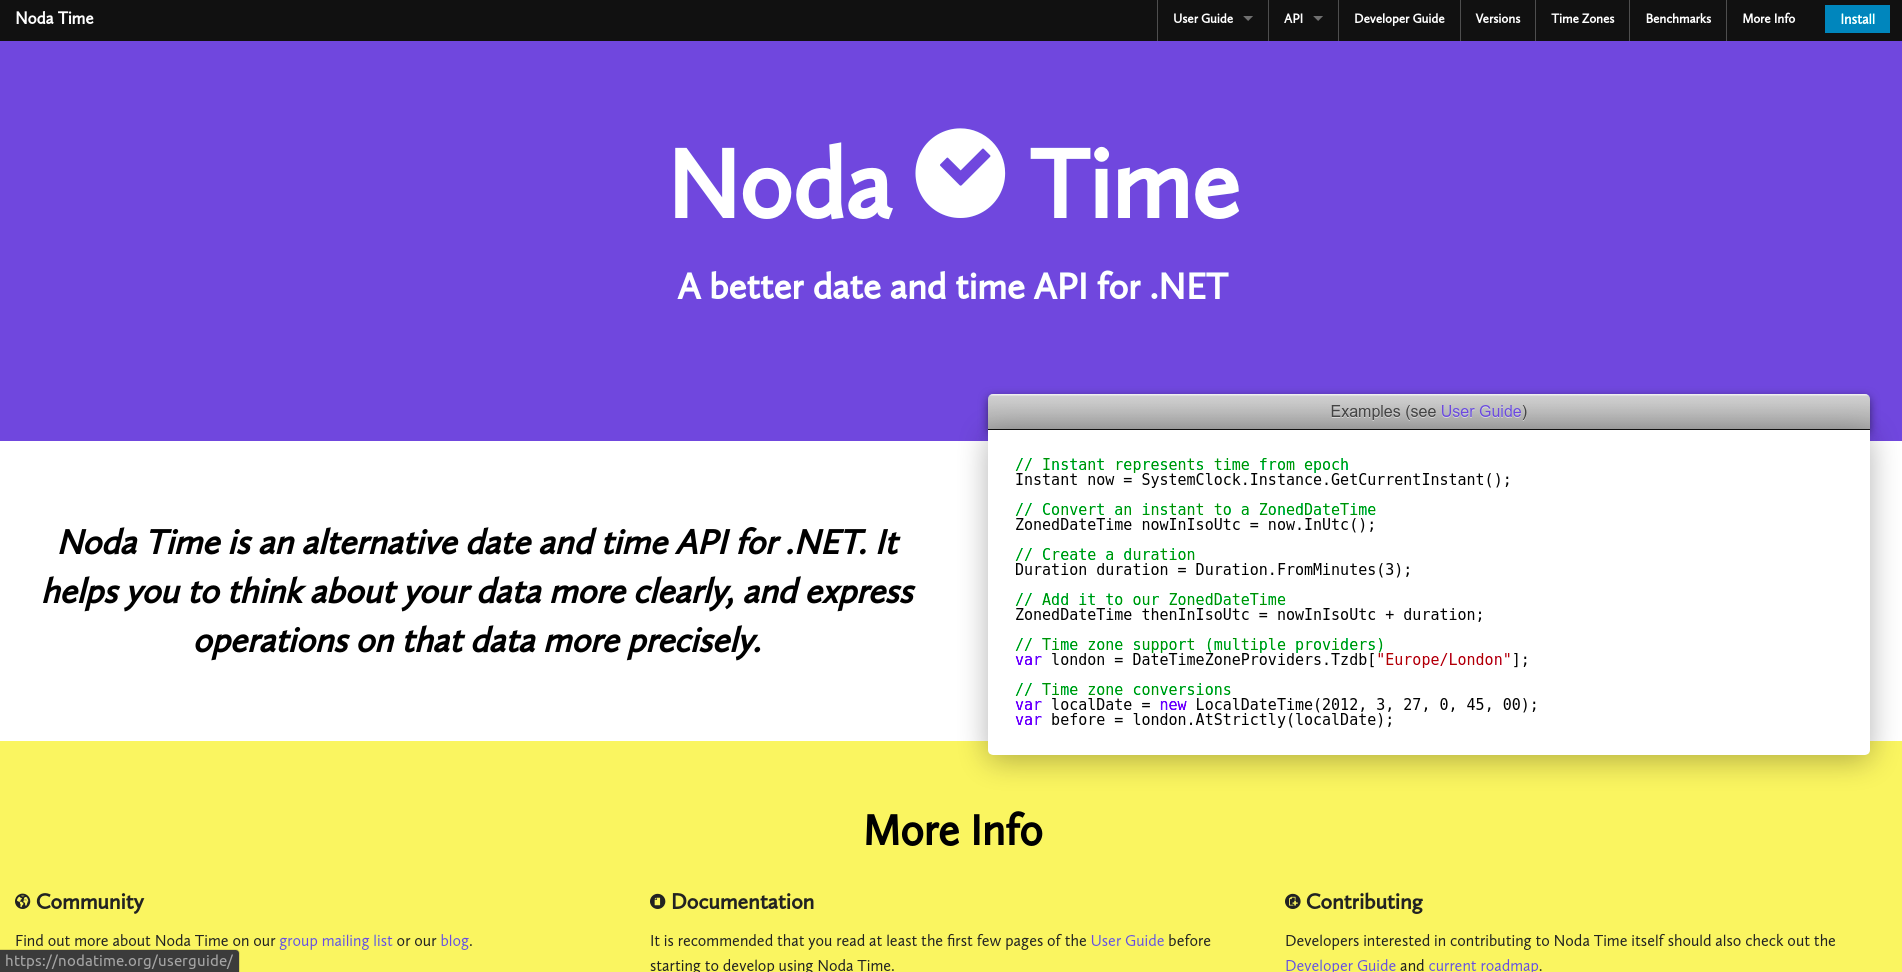 Noda Time
User Guide
API
Developer Guide
Versions
Time Zones
Benchmarks
More Info
Install
Noda Time
A better date and time API for .NET
Noda Time is an alternative date and time API for .NET. It
helps you to think about your data more clearly, and express
operations on that data more precisely.
Examples (see User Guide)
// Instant represents time from epoch
Instant now = SystemClock.Instance.GetCurrentInstant();
// Convert an instant to a ZonedDateTime
ZonedDateTime nowInIsoUtc = now.InUtc();
// Create a duration
Duration duration = Duration.FromMinutes(3);
// Add it to our ZonedDateTime
ZonedDateTime thenInIsoUtc = nowInIsoUtc + duration;
// Time zone support (multiple providers)
var london = DateTimeZoneProviders.Tzdb["Europe/London"];
// Time zone conversions
var localDate = new LocalDateTime(2012, 3, 27, 0, 45, 00);
var before = london.AtStrictly(localDate);
More Info
Community
Find out more about Noda Time on our group mailing list or our blog.
Documentation
It is recommended that you read at least the first few pages of the User Guide before
starting to develop using Noda Time.
Contributing
Developers interested in contributing to Noda Time itself should also check out the
Developer Guide and current roadmap.
https://nodatime.org/userguide/